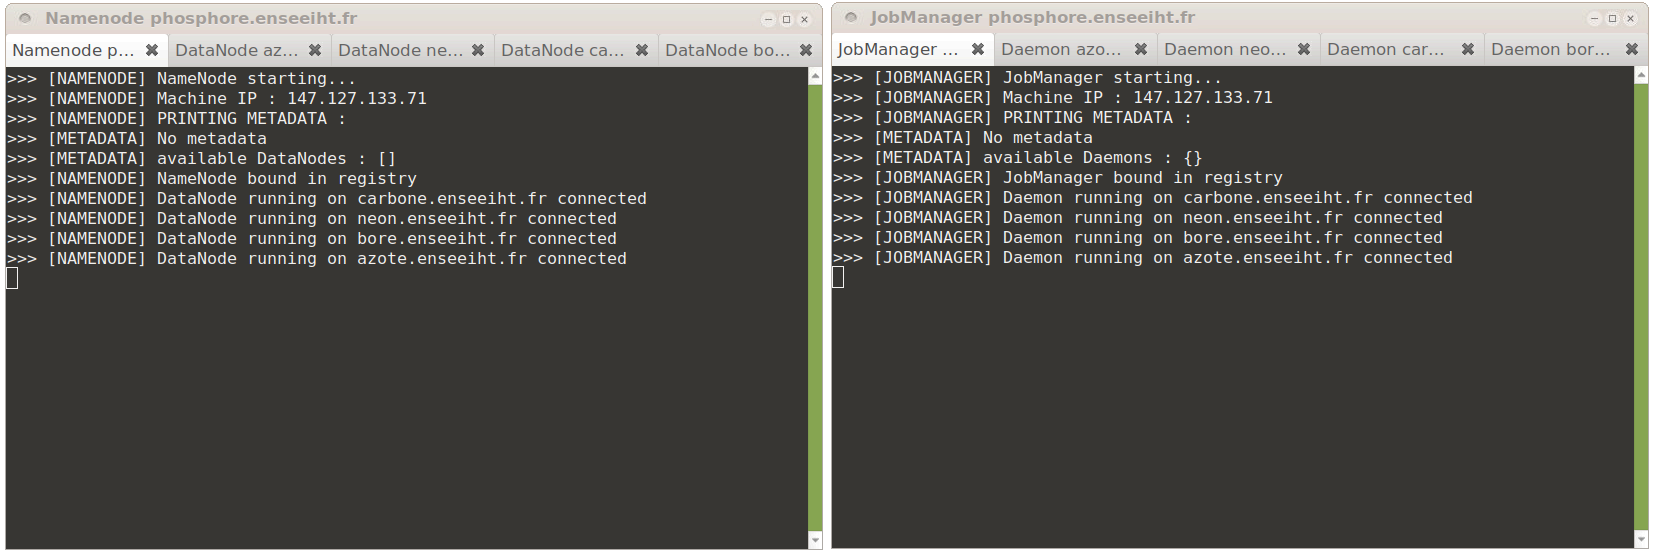 Namenode phosphore.enseeiht.fr
Namenode p... DataNode az... DataNode ne... DataNode ca... DataNode bo...
>>> [NAMENODE] NameNode starting...
>>> [NAMENODE] Machine IP : 147.127.133.71
>>> [NAMENODE] PRINTING METADATA :
>>> [METADATA] No metadata
>>> [METADATA] available DataNodes : []
>>> [NAMENODE] NameNode bound in registry
>>> [NAMENODE] DataNode running on carbone.enseeiht.fr connected
>>> [NAMENODE] DataNode running on neon.enseeiht.fr connected
>>> [NAMENODE] DataNode running on bore.enseeiht.fr connected
>>> [NAMENODE] DataNode running on azote.enseeiht.fr connected
JobManager phosphore.enseeiht.fr
JobManager ... Daemon azo... Daemon neo... Daemon car... Daemon bor...
>>> [JOBMANAGER] JobManager starting...
>>> [JOBMANAGER] Machine IP : 147.127.133.71
>>> [JOBMANAGER] PRINTING METADATA :
>>> [METADATA] No metadata
>>> [METADATA] available Daemons : {}
>>> [JOBMANAGER] JobManager bound in registry
>>> [JOBMANAGER] Daemon running on carbone.enseeiht.fr connected
>>> [JOBMANAGER] Daemon running on neon.enseeiht.fr connected
>>> [JOBMANAGER] Daemon running on bore.enseeiht.fr connected
>>> [JOBMANAGER] Daemon running on azote.enseeiht.fr connected